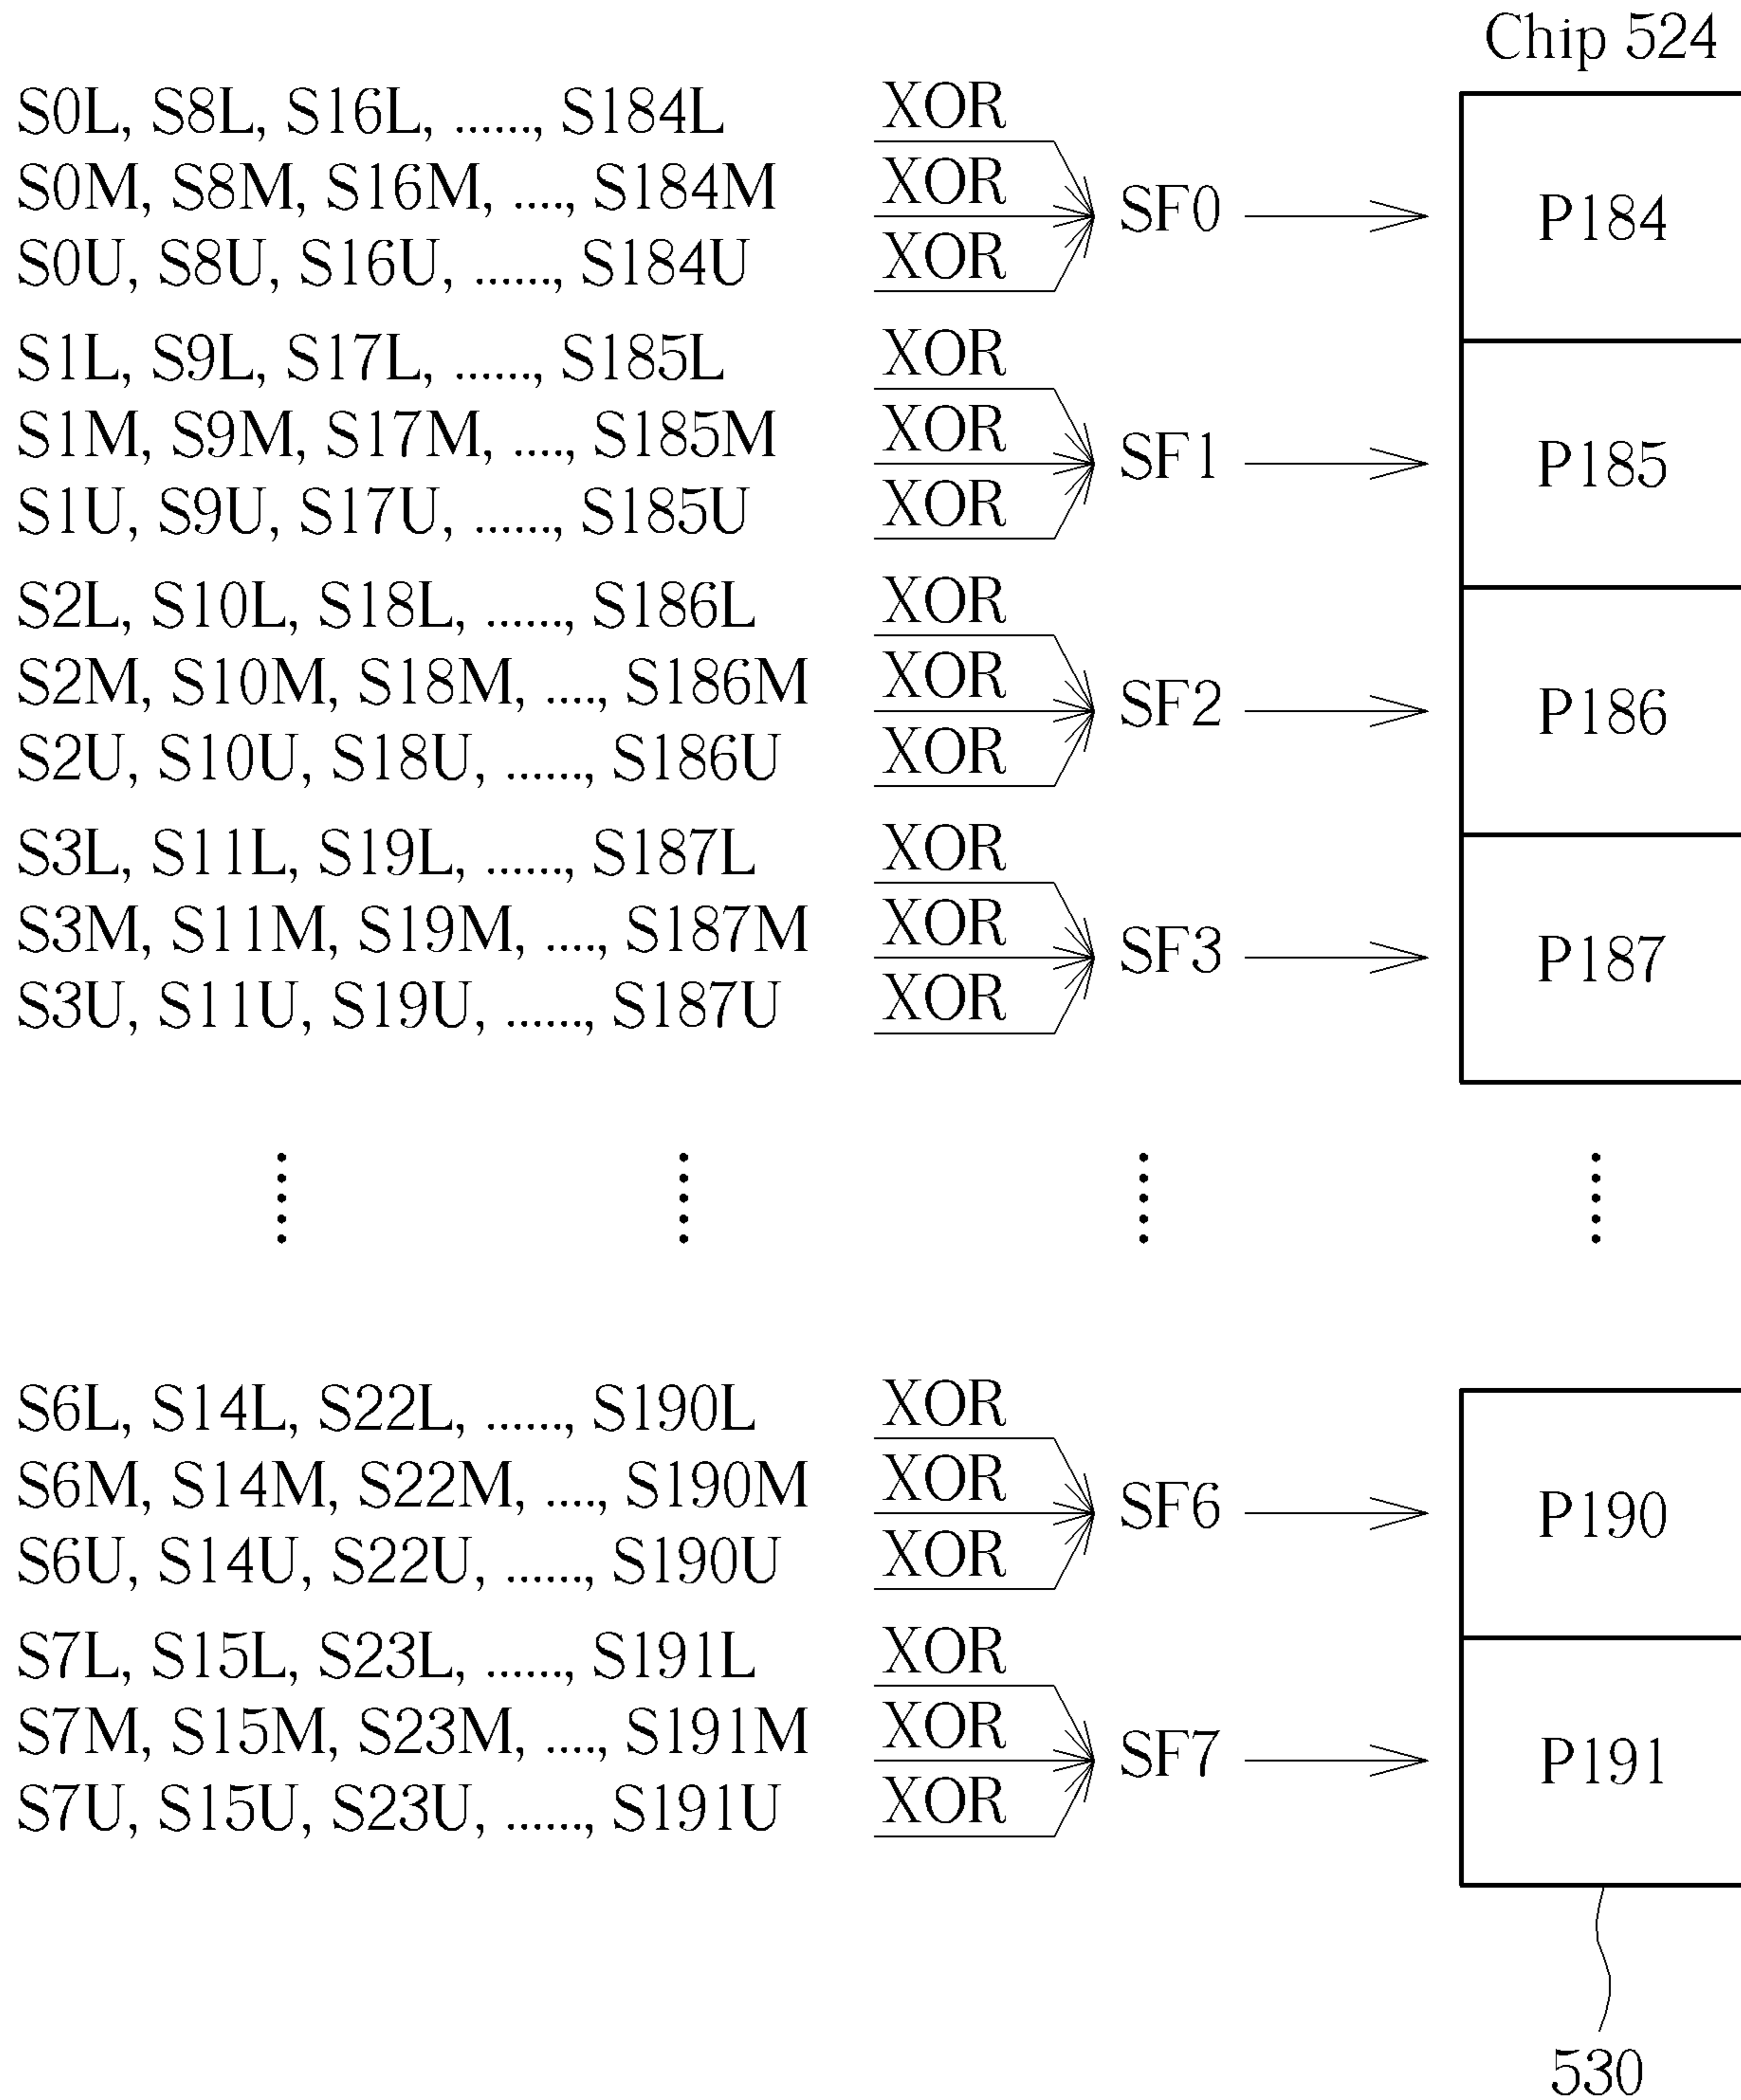 Chip 524
S0L, S8L, S16L, ......, S184L XOR
S0M, S8M, S16M, ...., S184M XOR SF0 P184
S0U, S8U, S16U, ......, S184U XOR
S1L, S9L, S17L, ......, S185L XOR
S1M, S9M, S17M, ...., S185M XOR SF1 P185
S1U, S9U, S17U, ......, S185U XOR
S2L, S10L, S18L, ......, S186L XOR
S2M, S10M, S18M, ...., S186M XOR SF2 P186
S2U, S10U, S18U, ......, S186U XOR
S3L, S11L, S19L, ......, S187L XOR
S3M, S11M, S19M, ...., S187M XOR SF3 P187
S3U, S11U, S19U, ......, S187U XOR
S6L, S14L, S22L, ......, S190L XOR
S6M, S14M, S22M, ...., S190M XOR SF6 P190
S6U, S14U, S22U, ......, S190U XOR
S7L, S15L, S23L, ......, S191L XOR
S7M, S15M, S23M, ...., S191M XOR SF7 P191
S7U, S15U, S23U, ......, S191U XOR
530